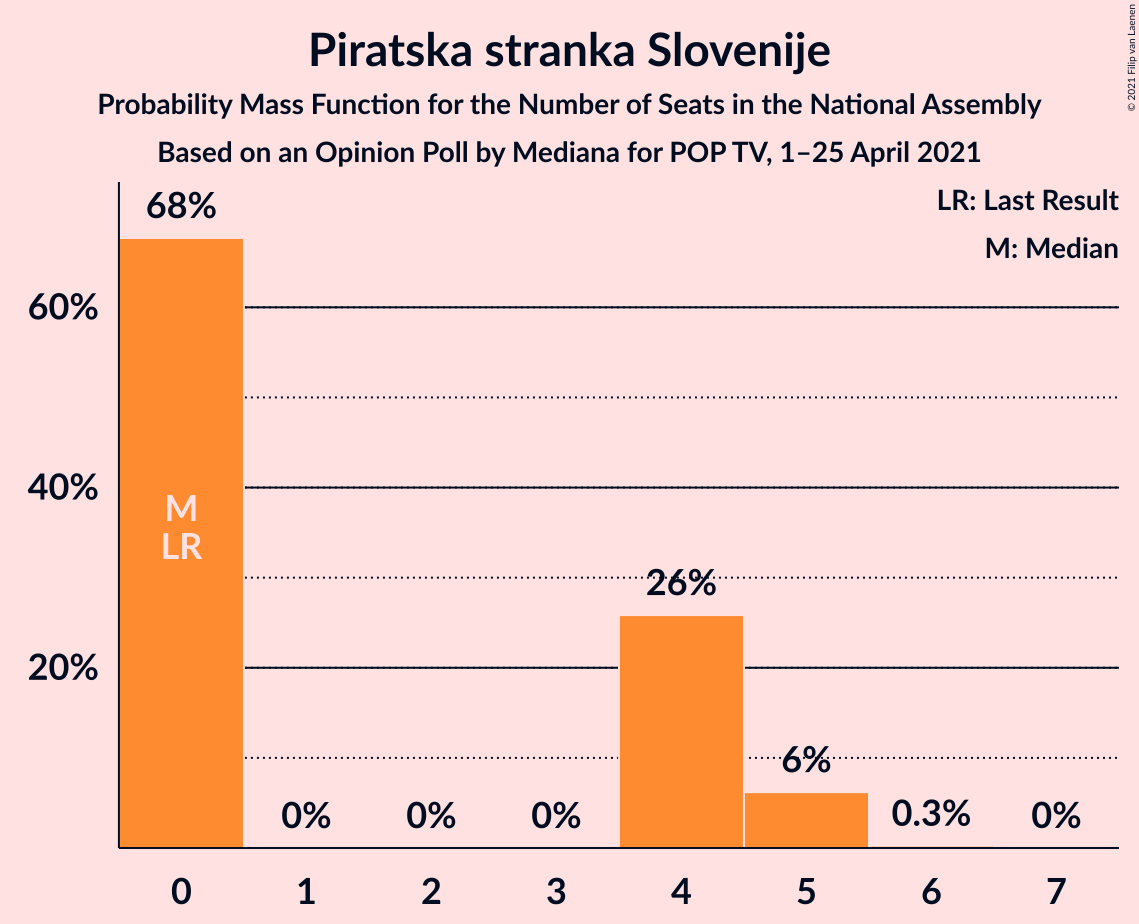 Piratska stranka Slovenije
Probability Mass Function for the Number of Seats in the National Assembly
Based on an Opinion Poll by Mediana for POP TV, 1–25 April 2021
© 2021 Filip van Laenen
LR: Last Result
M: Median
68%
60%
40%
20%
M
LR
0%
0%
0%
26%
6%
0.3%
0%
0
1
2
3
4
5
6
7